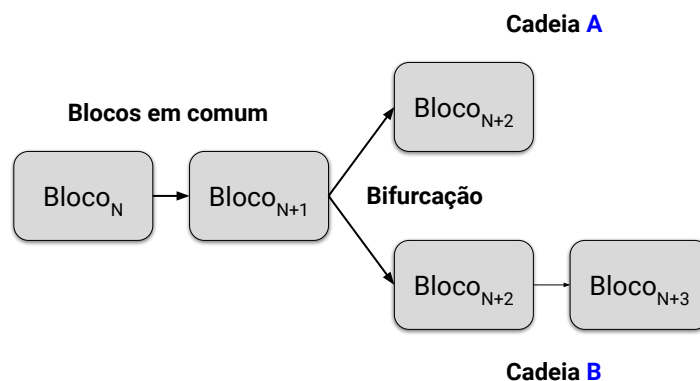 Cadeia A
Blocos em comum
Bloco_{N+2}
Bloco_N
Bloco_{N+1}
Bifurcação
Bloco_{N+2}
Bloco_{N+3}
Cadeia B